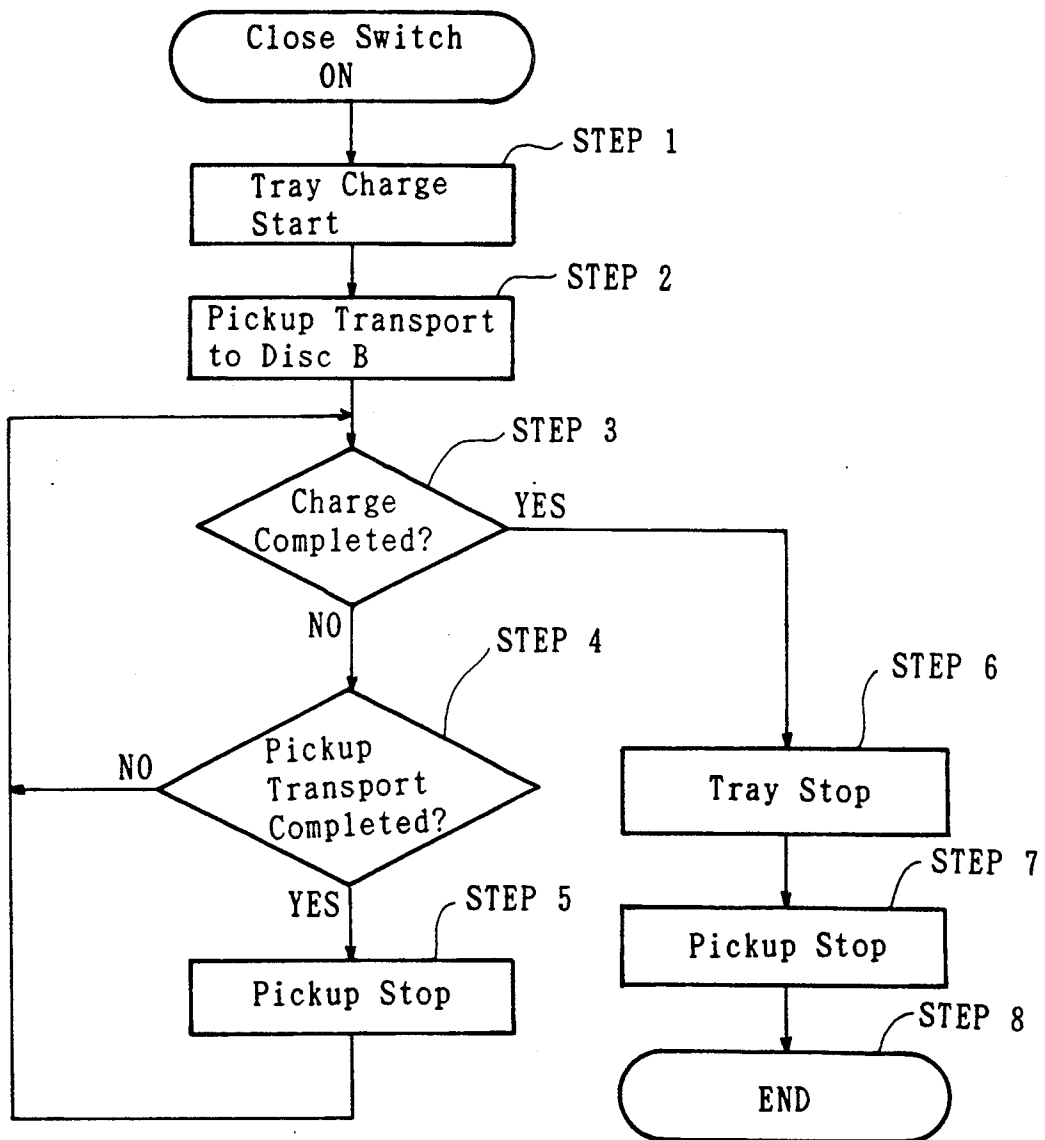 Close Switch
ON
STEP 1
Tray Charge
Start
STEP 2
Pickup Transport
to Disc B
STEP 3
Charge
Completed?
YES
NO
STEP 4
Pickup
Transport
Completed?
NO
YES
STEP 5
Pickup Stop
STEP 6
Tray Stop
STEP 7
Pickup Stop
STEP 8
END